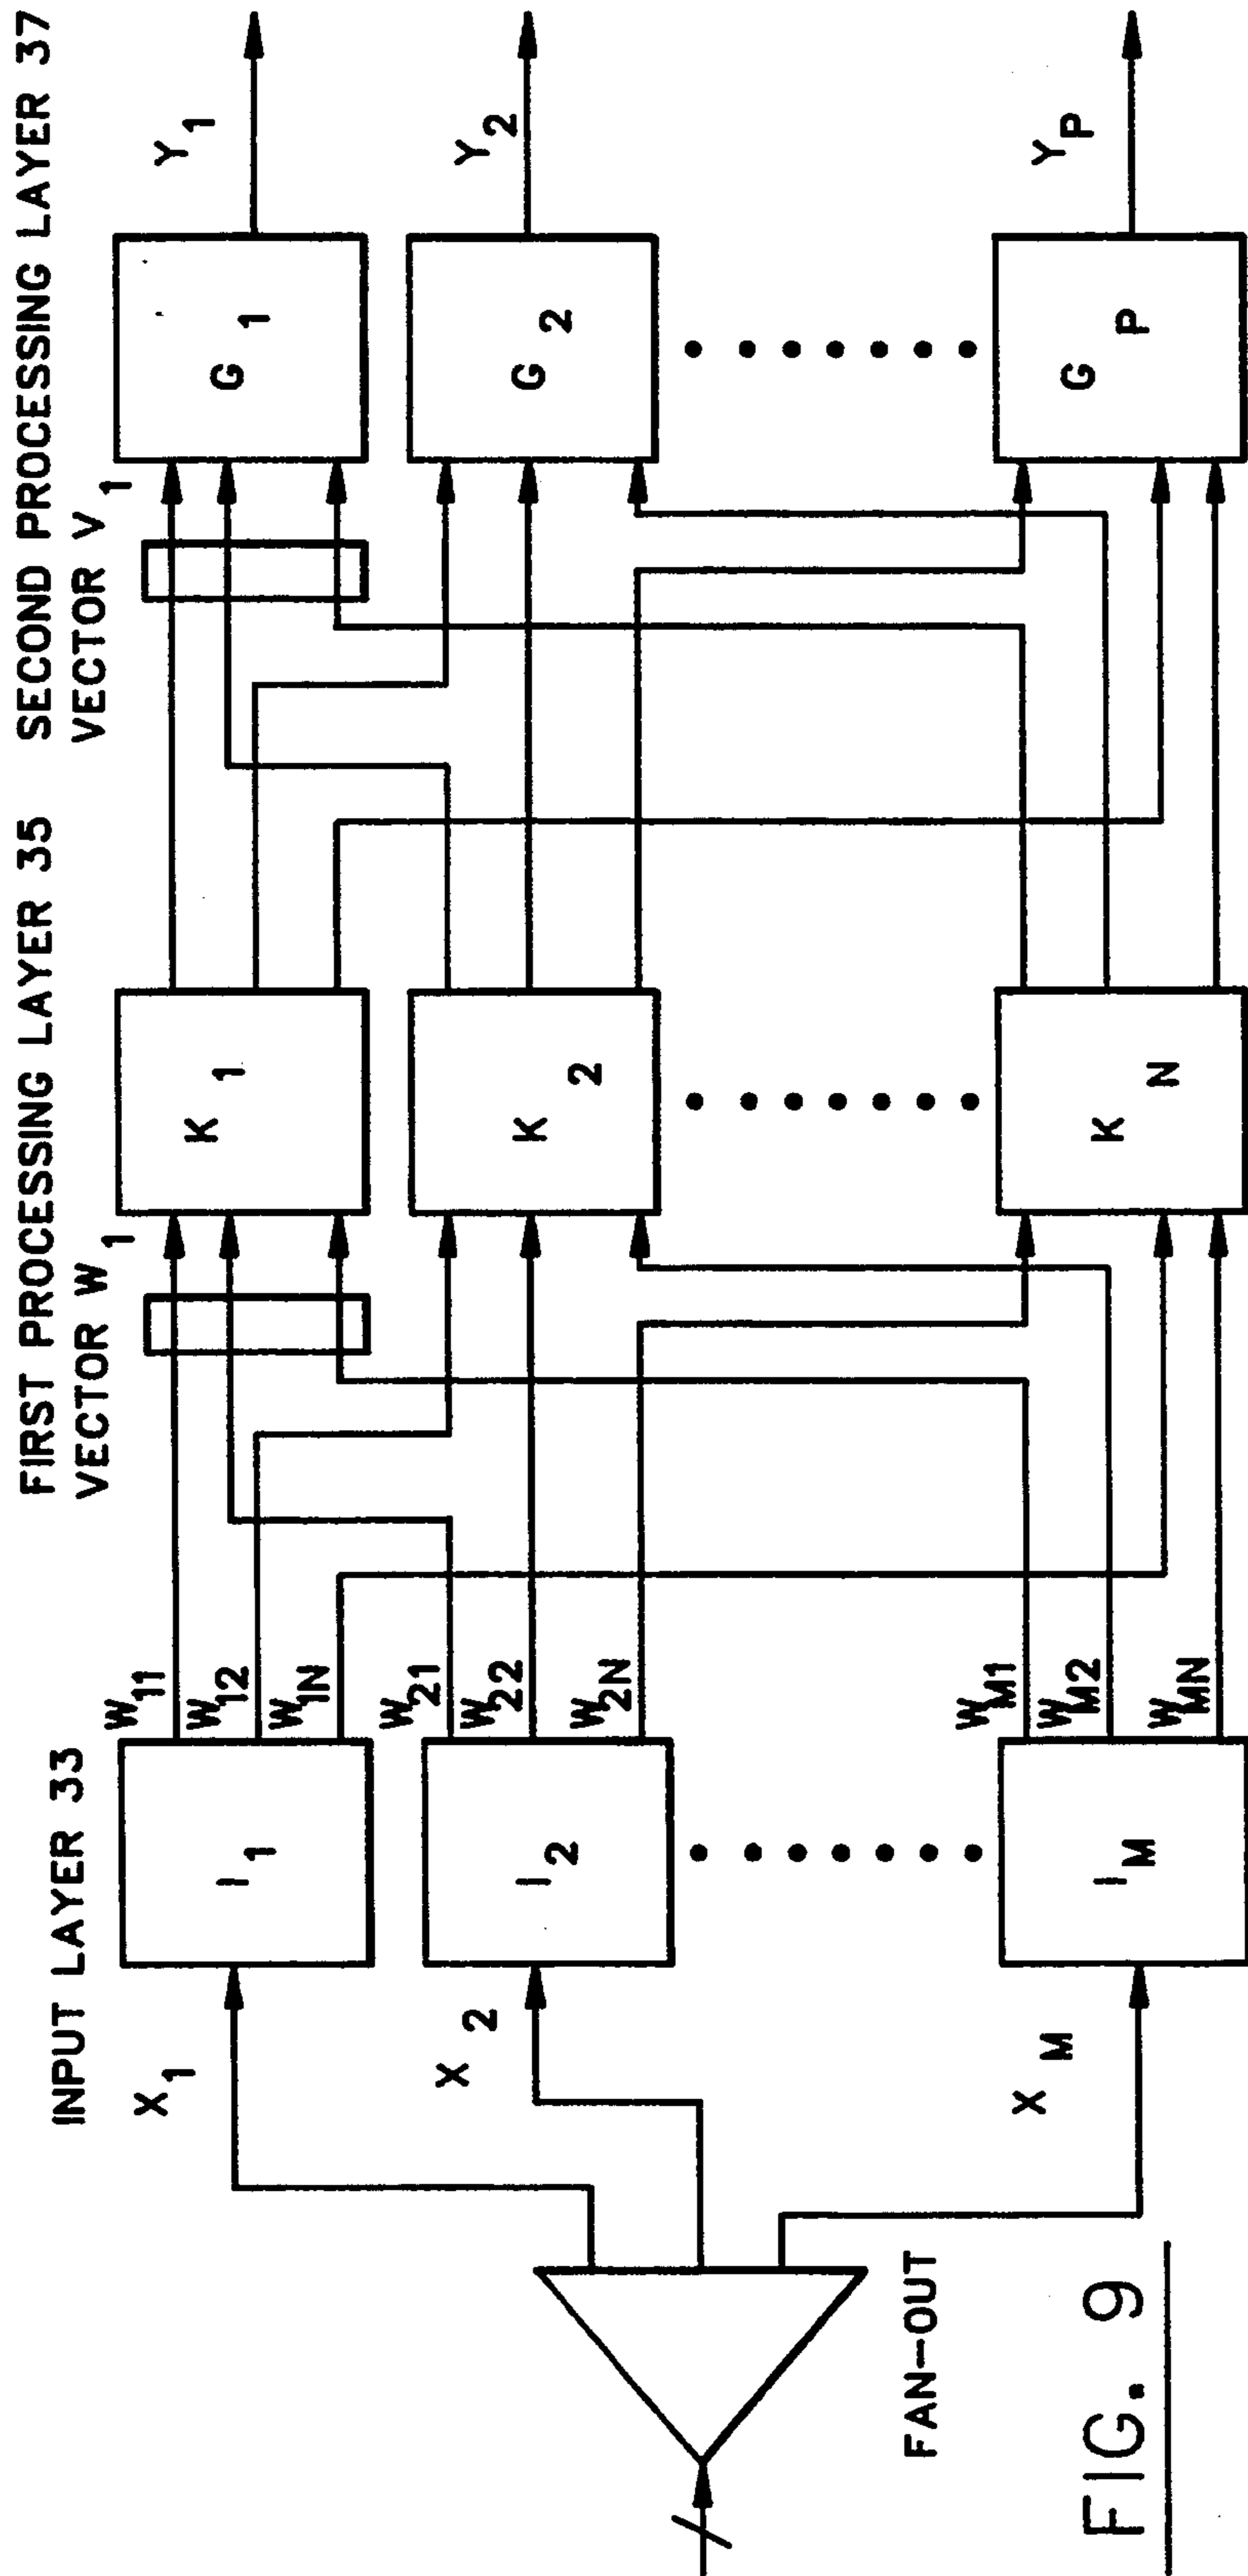 INPUT LAYER 33
FIRST PROCESSING LAYER 35
SECOND PROCESSING LAYER 37
VECTOR W1
VECTOR V1
X1
I1
W11
W12
W1N
K1
G1
Y1
X2
I2
W21
W22
W2N
K2
G2
Y2
XM
IM
WM1
WM2
WMN
KN
GP
YP
FAN-OUT
FIG. 9